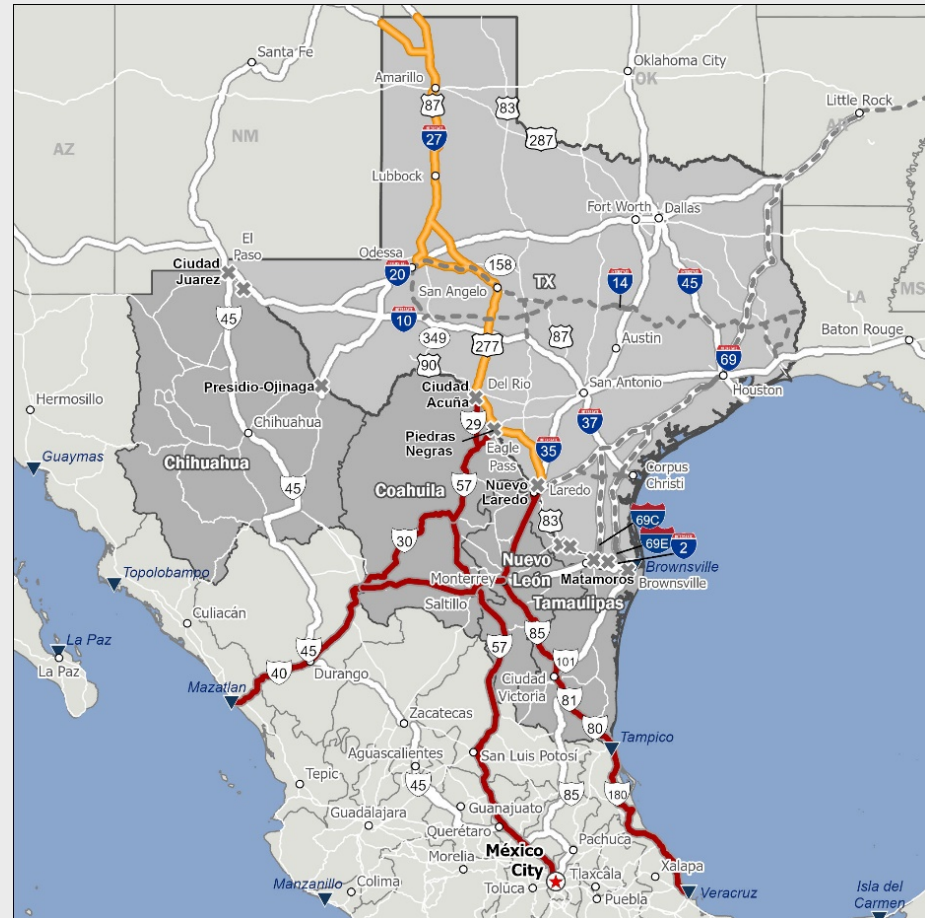 Santa Fe
Oklahoma City
OK
Amarillo
87
83
Little Rock
AR
NM
AZ
27
287
Lubbock
Fort Worth
Dallas
El
Paso
Ciudad
Juarez
Odessa
20
158
TX
14
45
LA
MS
San Angelo
45
10
349
87
Austin
Baton Rouge
277
90
69
Presidio-Ojinaga
Ciudad
Acuña
Del Rio
San Antonio
Houston
Hermosillo
29
37
Chihuahua
Piedras
Negras
Eagle
Pass
35
Guaymas
Chihuahua
57
Corpus
Christi
45
Coahuila
Nuevo
Laredo
Laredo
83
69C
30
69E
2
Nuevo
León
Matamoros
Brownsville
Brownsville
Topolobampo
Monterrey
Saltillo
Tamaulipas
Culiacán
57
85
La Paz
La Paz
45
101
40
Durango
Ciudad
Victoria
Mazatlan
81
Zacatecas
80
Tampico
Aguascalientes
San Luis Potosí
Tepic
45
85
180
Guanajuato
Guadalajara
Querétaro
México
City
Pachuca
Morelia
Xalapa
Manzanillo
Colima
Toluca
Tlaxcala
Puebla
Veracruz
Isla del
Carmen